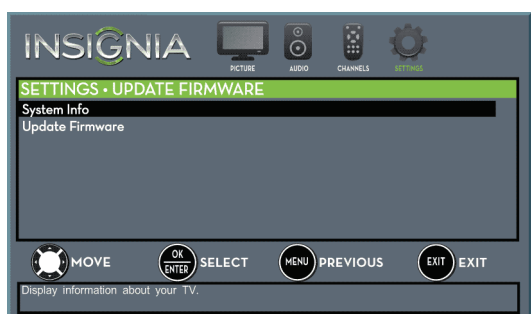 INSIGNIA
PICTURE AUDIO CHANNELS SETTINGS
SETTINGS • UPDATE FIRMWARE
System Info
Update Firmware
MOVE OK ENTER SELECT MENU PREVIOUS EXIT EXIT
Display information about your TV.